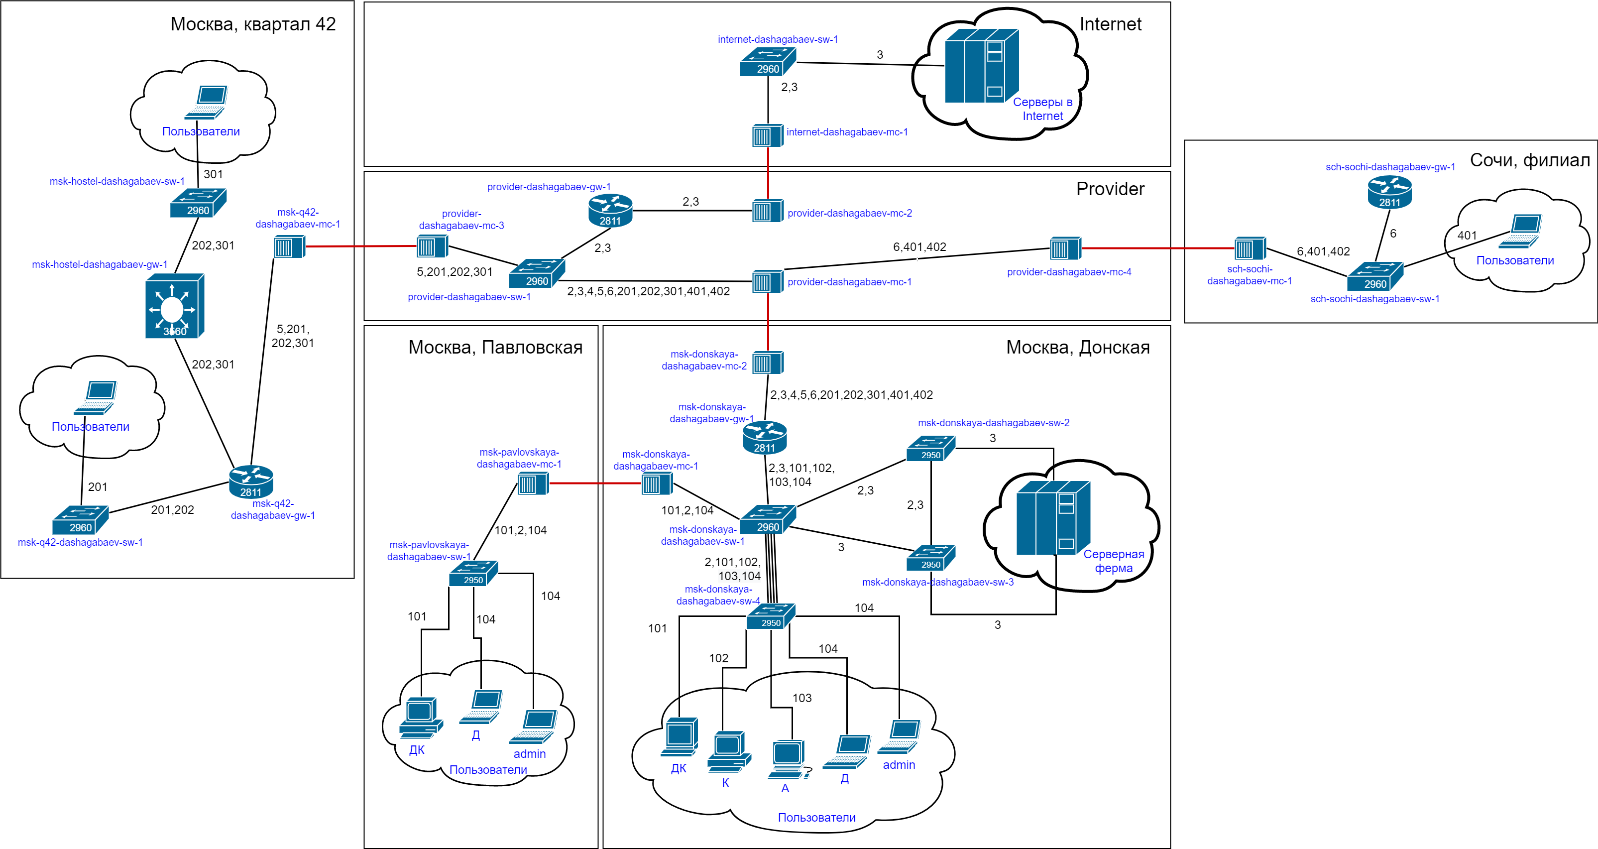 Москва, квартал 42
Пользователи
301
msk-hostel-dashagabaev-sw-1
2960
202,301
msk-q42-
dashagabaev-mc-1
msk-hostel-dashagabaev-gw-1
3560
5,201,
202,301
202,301
Пользователи
201
201,202
2811
msk-q42-
dashagabaev-gw-1
2960
msk-q42-dashagabaev-sw-1
Internet
internet-dashagabaev-sw-1
2960
3
2,3
Серверы в
Internet
internet-dashagabaev-mc-1
Provider
provider-dashagabaev-gw-1
2811
2,3
provider-dashagabaev-mc-2
provider-
dashagabaev-mc-3
2,3
5,201,202,301
2960
provider-dashagabaev-sw-1
2,3,4,5,6,201,202,301,401,402
provider-dashagabaev-mc-1
6,401,402
provider-dashagabaev-mc-4
Сочи, филиал
sch-sochi-dashagabaev-gw-1
2811
6
401
6,401,402
sch-sochi-
dashagabaev-mc-1
2960
sch-sochi-dashagabaev-sw-1
Пользователи
Москва, Павловская
msk-pavlovskaya-
dashagabaev-mc-1
101,2,104
msk-pavlovskaya-
dashagabaev-sw-1
2950
101
104
104
ДК
Д
admin
Пользователи
Москва, Донская
msk-donskaya-
dashagabaev-mc-2
2,3,4,5,6,201,202,301,401,402
msk-donskaya-
dashagabaev-gw-1
2811
msk-donskaya-
dashagabaev-mc-1
2,3,101,102,
103,104
101,2,104
msk-donskaya-
dashagabaev-sw-1
2960
msk-donskaya-dashagabaev-sw-2
2950
3
2,3
2,3
3
2950
msk-donskaya-dashagabaev-sw-3
3
Серверная
ферма
2,101,102,
103,104
msk-donskaya-
dashagabaev-sw-4
2950
101
102
103
104
104
ДК
К
А
Д
admin
Пользователи